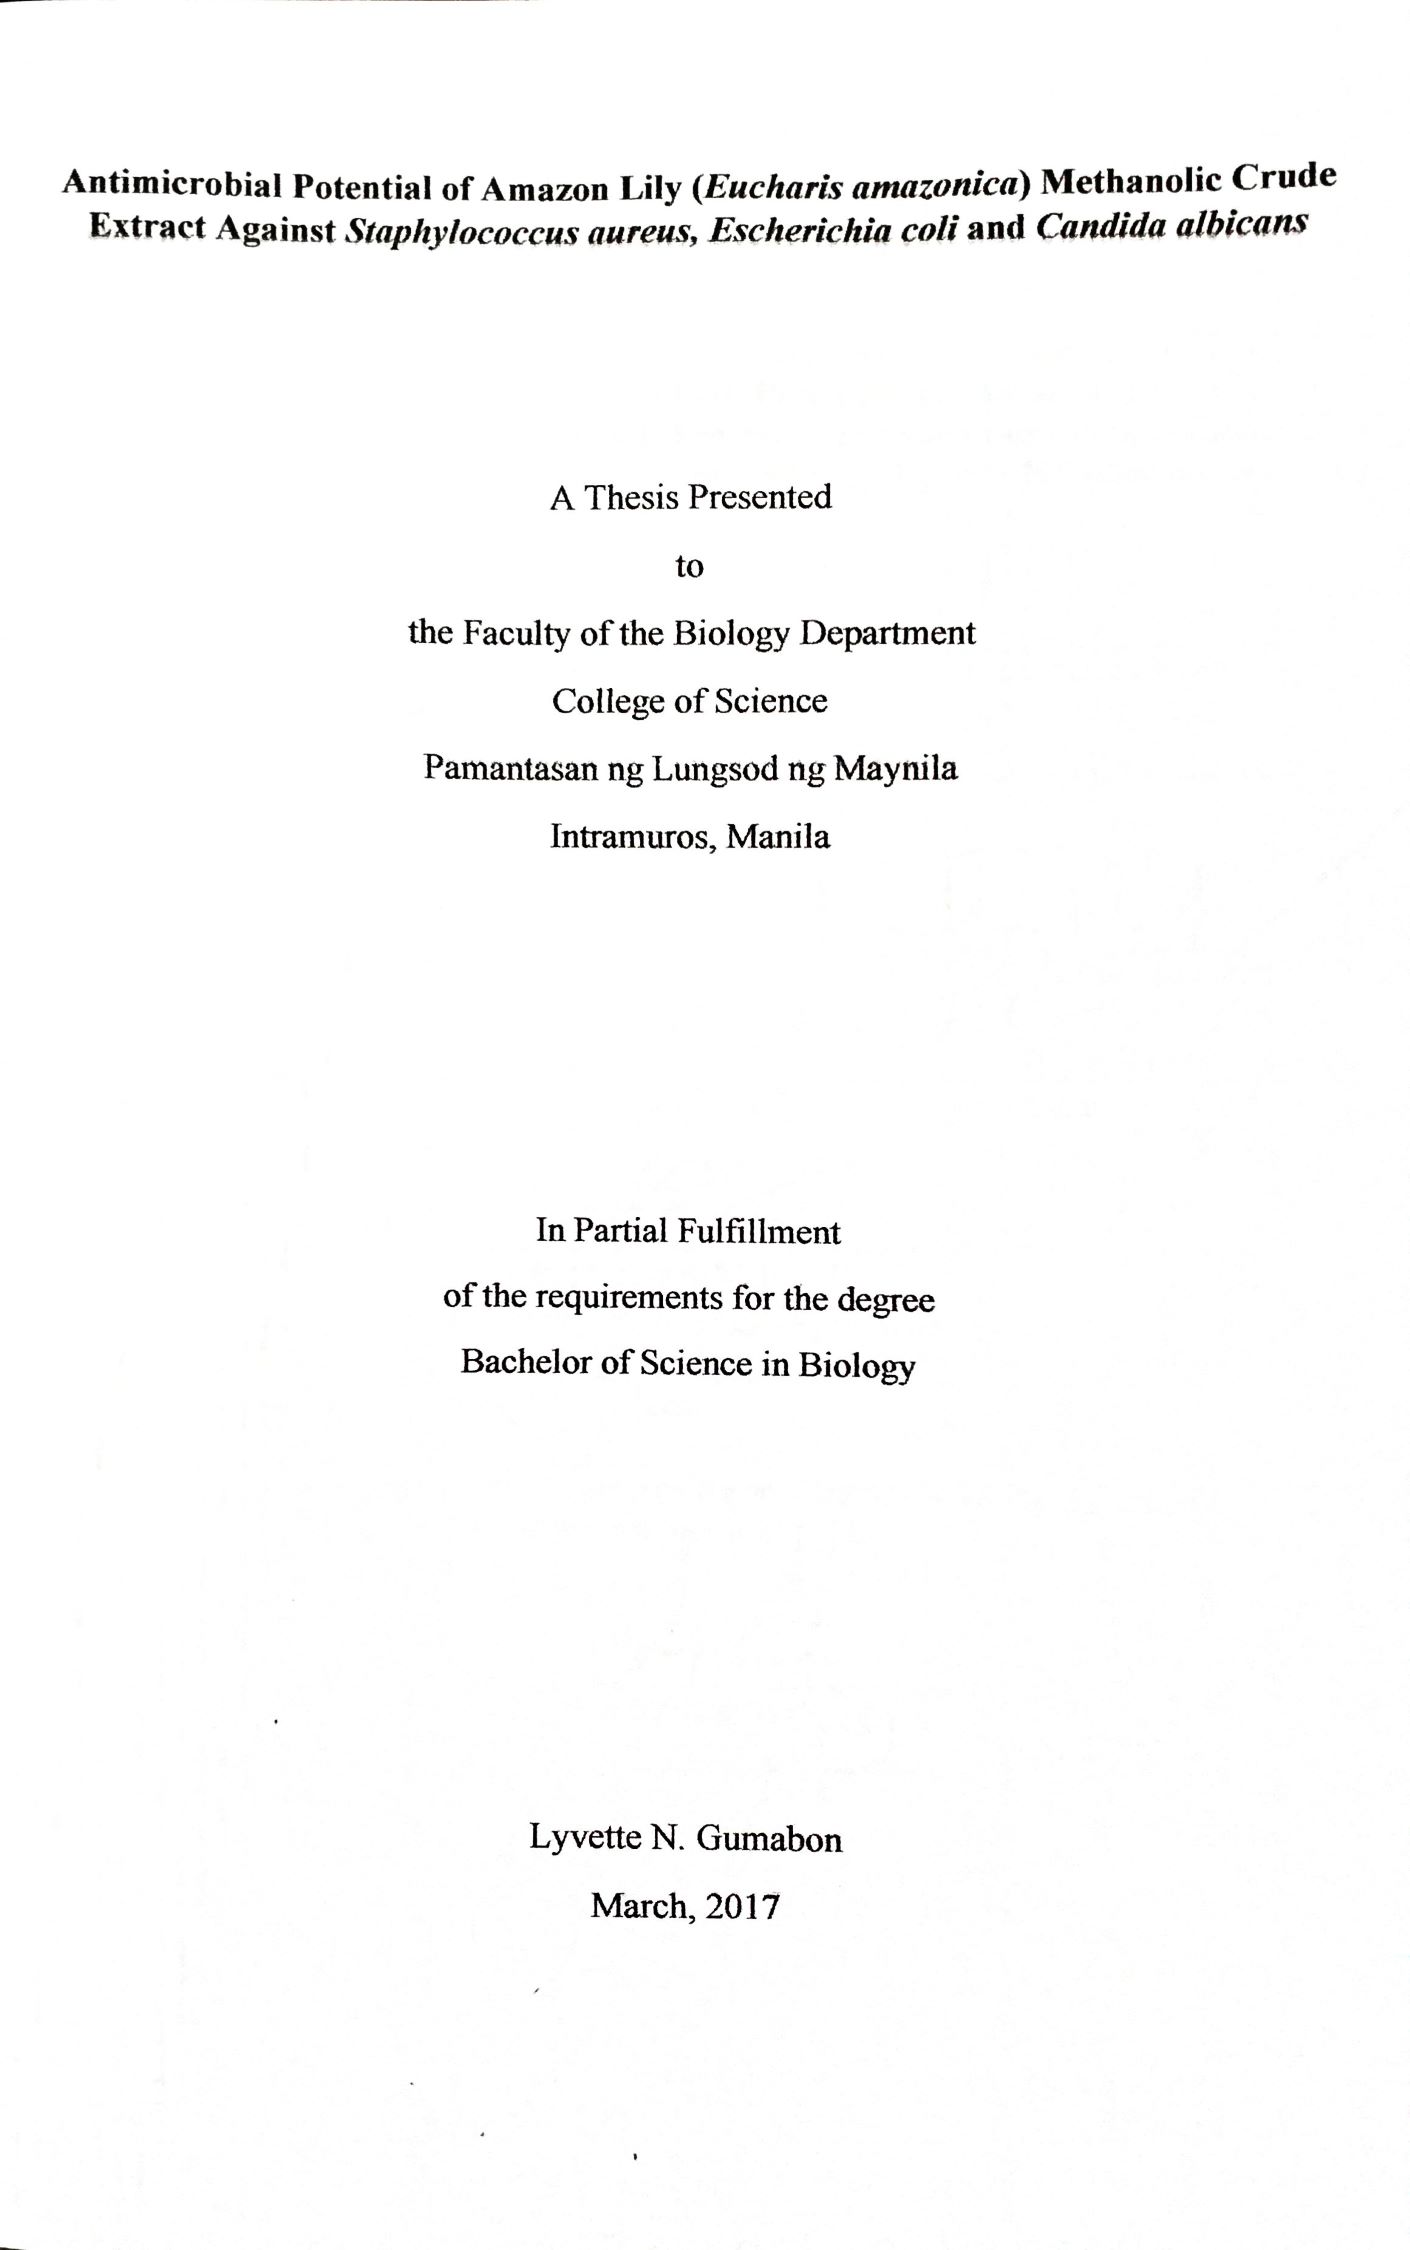 Antimicrobial Potential of Amazon Lily (Eucharis amazonica) Methanolic Crude
Extract Against Staphylococcus aureus, Escherichia coli and Candida albicans
A Thesis Presented
to
the Faculty of the Biology Department
College of Science
Pamantasan ng Lungsod ng Maynila
Intramuros, Manila
In Partial Fulfillment
of the requirements for the degree
Bachelor of Science in Biology
Lyvette N. Gumabon
March, 2017